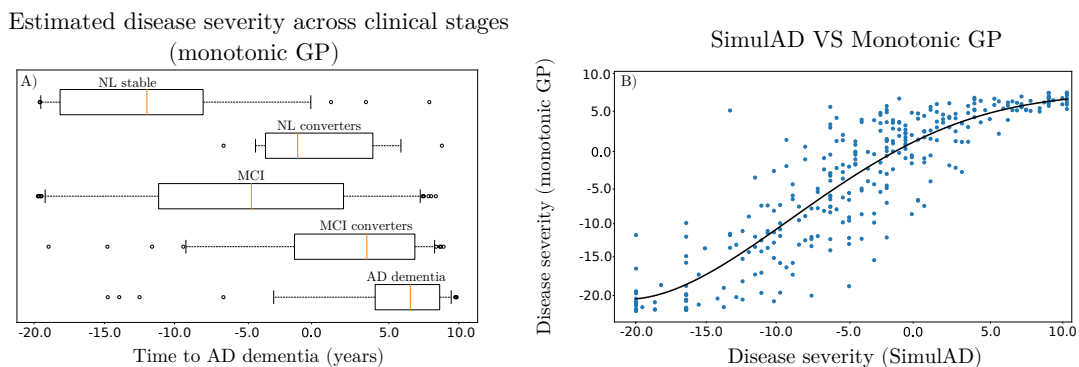 Estimated disease severity across clinical stages
(monotonic GP)
A)
NL stable
NL converters
MCI
MCI converters
AD dementia
-20.0 -15.0 -10.0 -5.0 0.0 5.0 10.0
Time to AD dementia (years)
SimulAD VS Monotonic GP
B)
Disease severity (monotonic GP)
10.0
5.0
0.0
-5.0
-10.0
-15.0
-20.0
-20.0 -15.0 -10.0 -5.0 0.0 5.0 10.0
Disease severity (SimulAD)